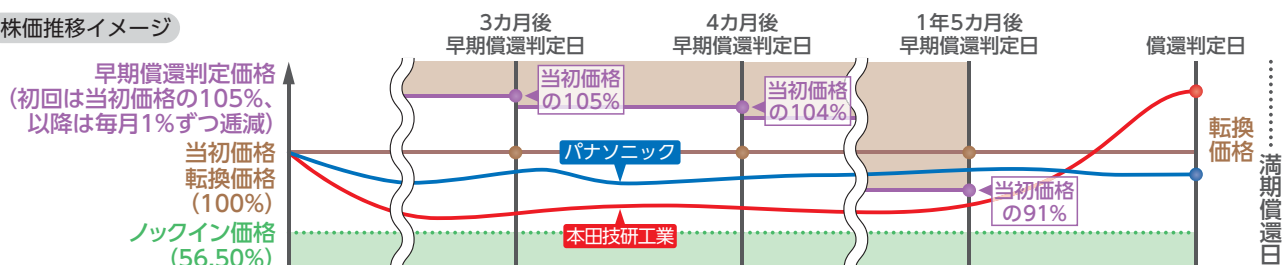 株価推移イメージ
3カ月後
早期償還判定日
4カ月後
早期償還判定日
1年5カ月後
早期償還判定日
償還判定日
早期償還判定価格
(初回は当初価格の105%、
以降は毎月1%ずつ逓減)
当初価格
の105%
当初価格
の104%
当初価格
転換価格
(100%)
パナソニック
転換
価格
当初価格
の91%
本田技研工業
ノックイン価格
(56.50%)
満期償還日